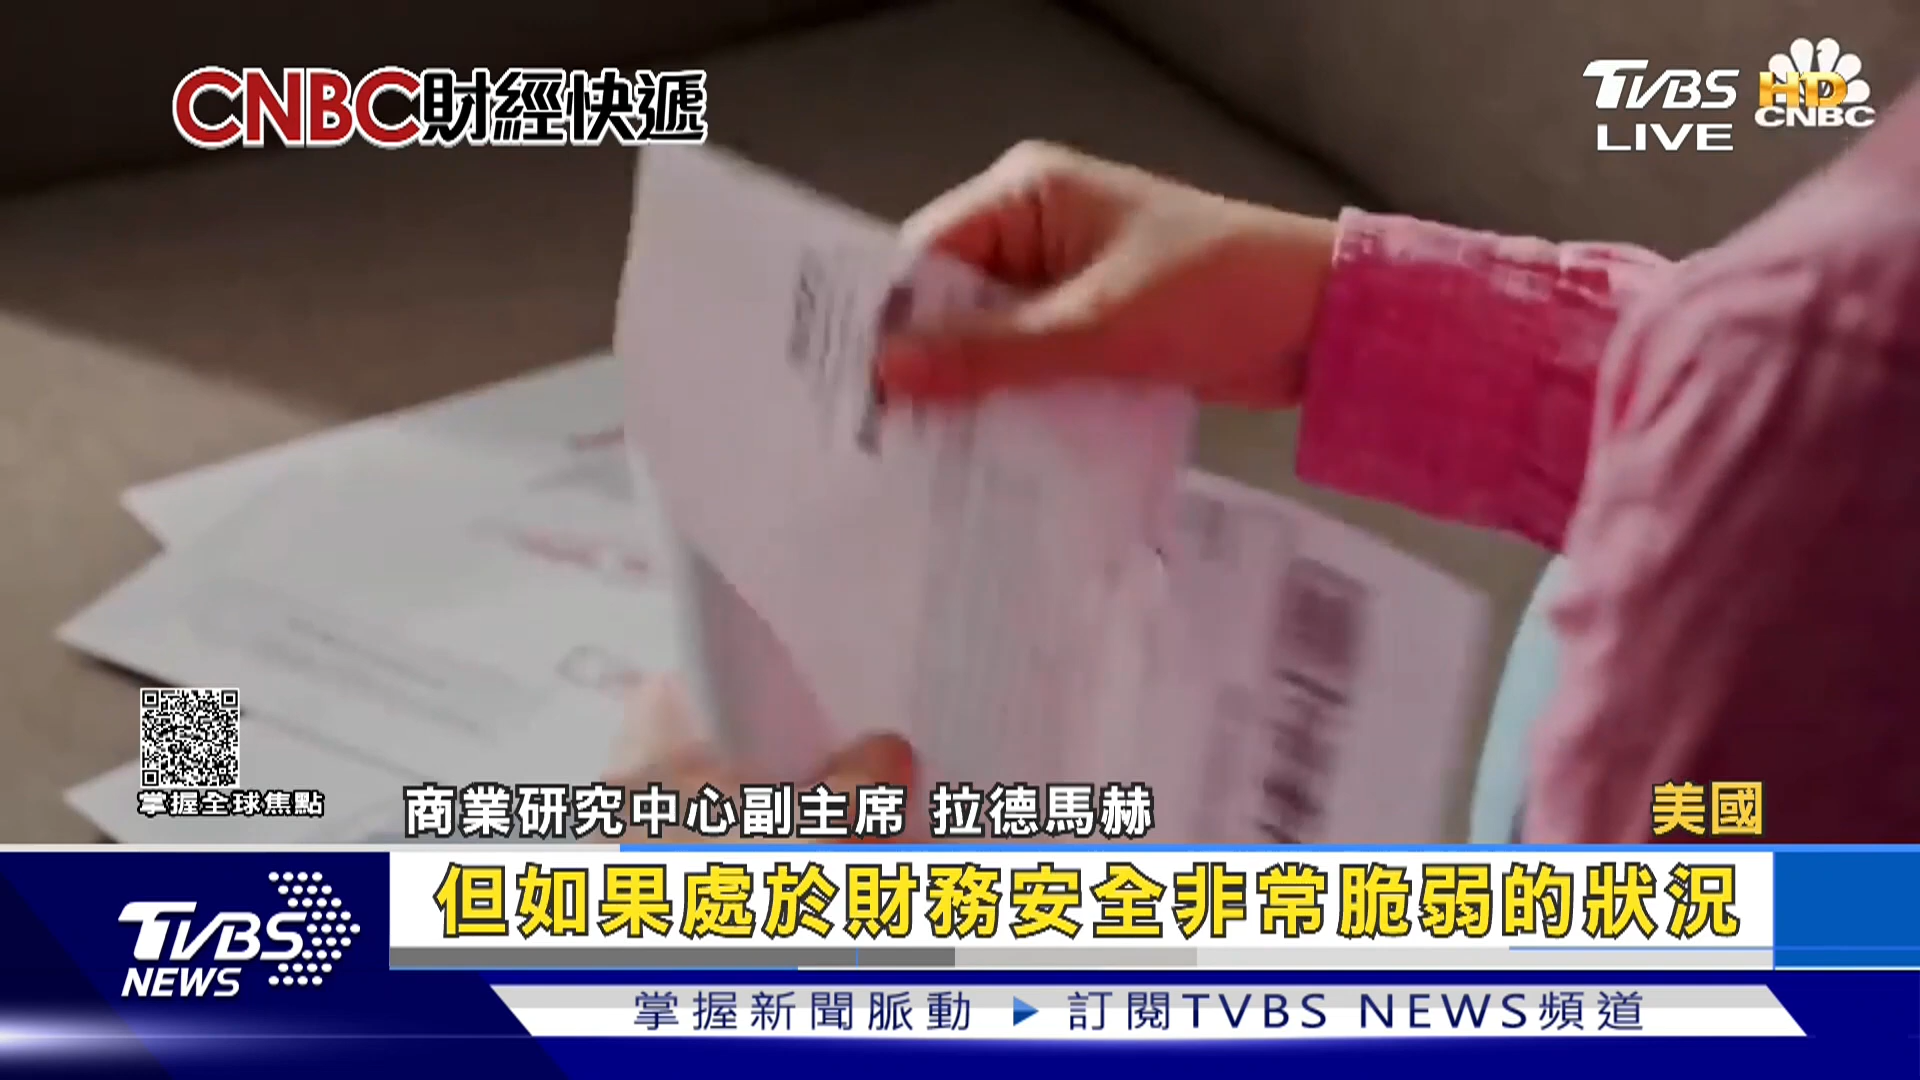 CNBC財經快遞
TVBS
LIVE
HD
CNBC
掌握全球焦點
商業研究中心副主席 拉德馬赫
美國
但如果處於財務安全非常脆弱的狀況
TVBS
NEWS
掌握新聞脈動 ▶ 訂閱TVBS NEWS頻道